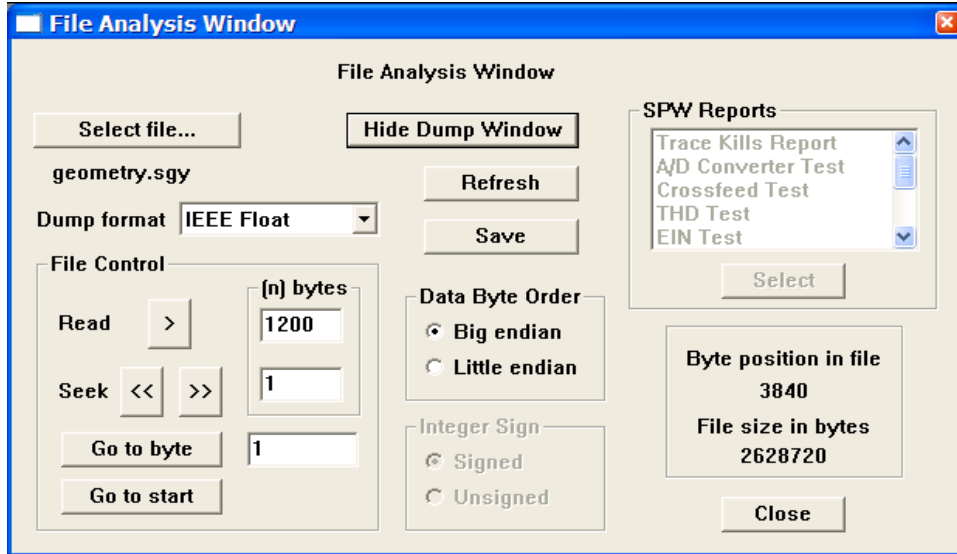 File Analysis Window
File Analysis Window
Select file...
Hide Dump Window
geometry.sgy
Refresh
Dump format IEEE Float
Save
File Control
(n) bytes
Read > 1200
Seek << >> 1
Go to byte 1
Go to start
Data Byte Order
Big endian
Little endian
Integer Sign
Signed
Unsigned
SPW Reports
Trace Kills Report
A/D Converter Test
Crossfeed Test
THD Test
EIN Test
Select
Byte position in file
3840
File size in bytes
2628720
Close